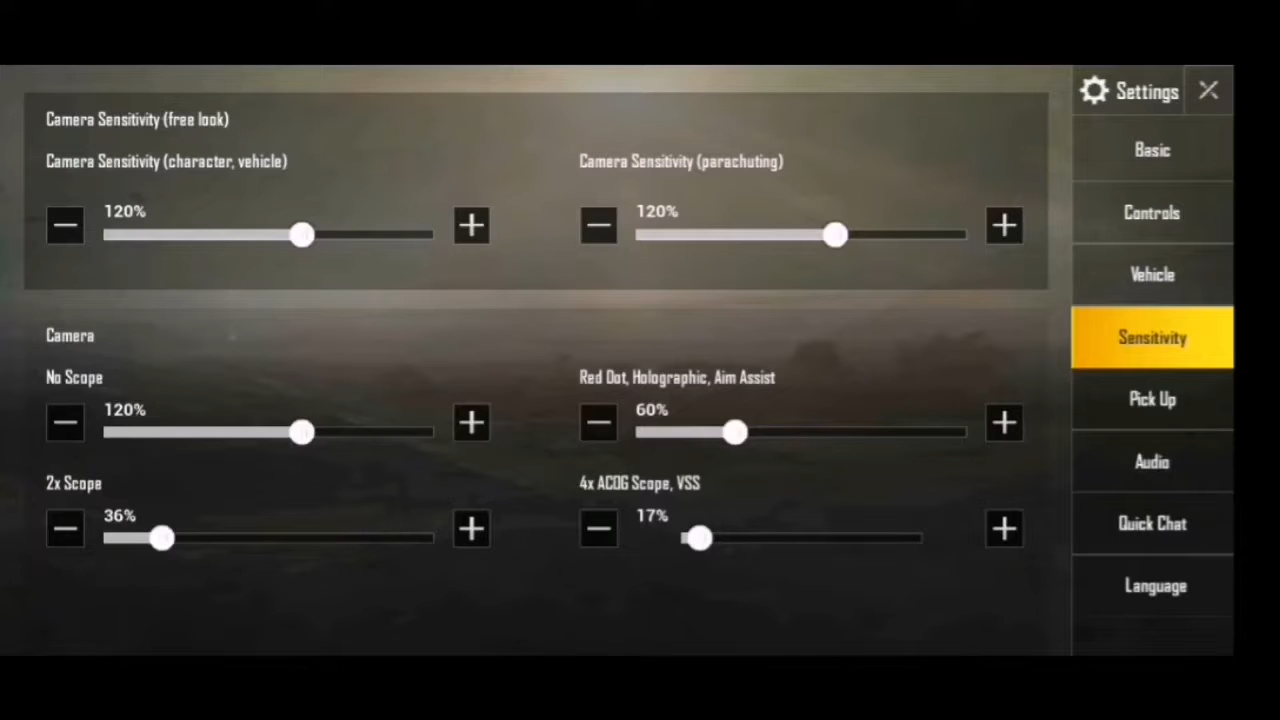 Camera Sensitivity (free look)
Camera Sensitivity (character, vehicle)
Camera Sensitivity (parachuting)
120%
120%
Camera
No Scope
Red Dot, Holographic, Aim Assist
120%
60%
2x Scope
4x ACOG Scope, VSS
36%
17%
Settings
Basic
Controls
Vehicle
Sensitivity
Pick Up
Audio
Quick Chat
Language